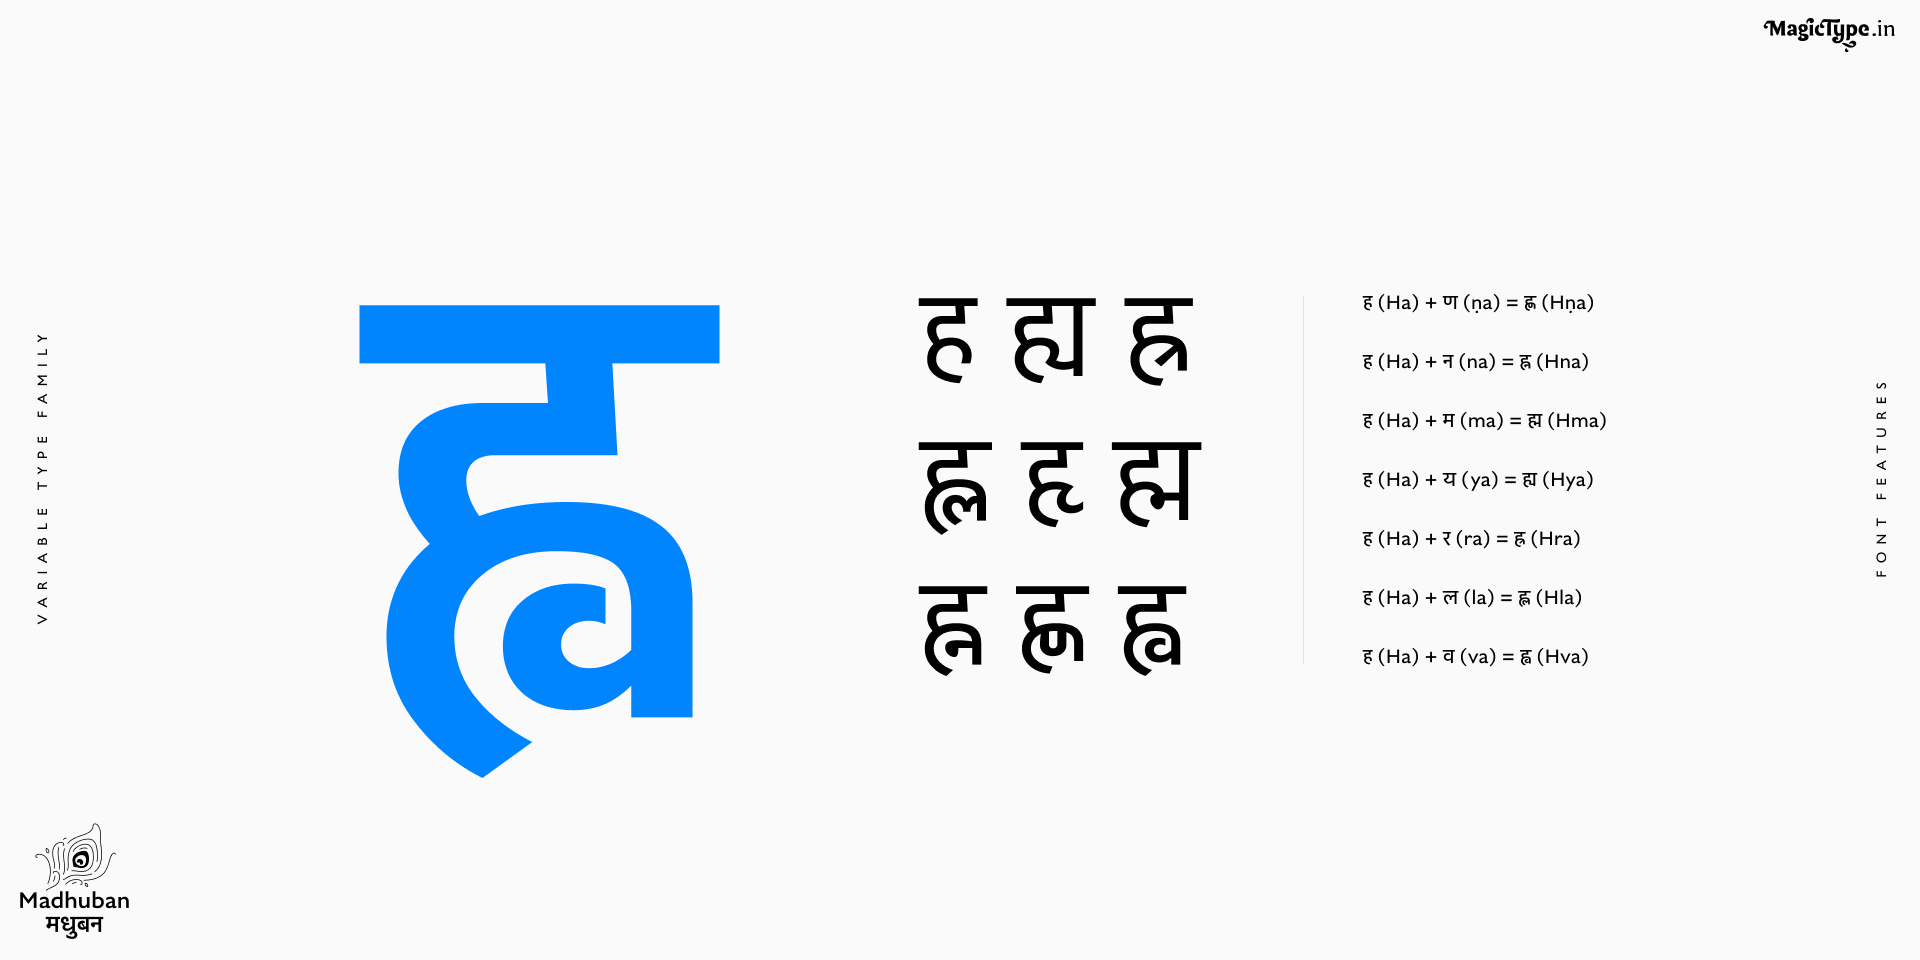 MagicType.in
VARIABLE TYPE FAMILY
ह्व
ह ह्य ह्र
ह्ल हृ ह्म
ह्न ह्ण ह्व
ह (Ha) + ण (ṇa) = ह्ण (Hṇa)
ह (Ha) + न (na) = ह्न (Hna)
ह (Ha) + म (ma) = ह्म (Hma)
ह (Ha) + य (ya) = ह्य (Hya)
ह (Ha) + र (ra) = ह्र (Hra)
ह (Ha) + ल (la) = ह्ल (Hla)
ह (Ha) + व (va) = ह्व (Hva)
FONT FEATURES
Madhuban
मधुबन